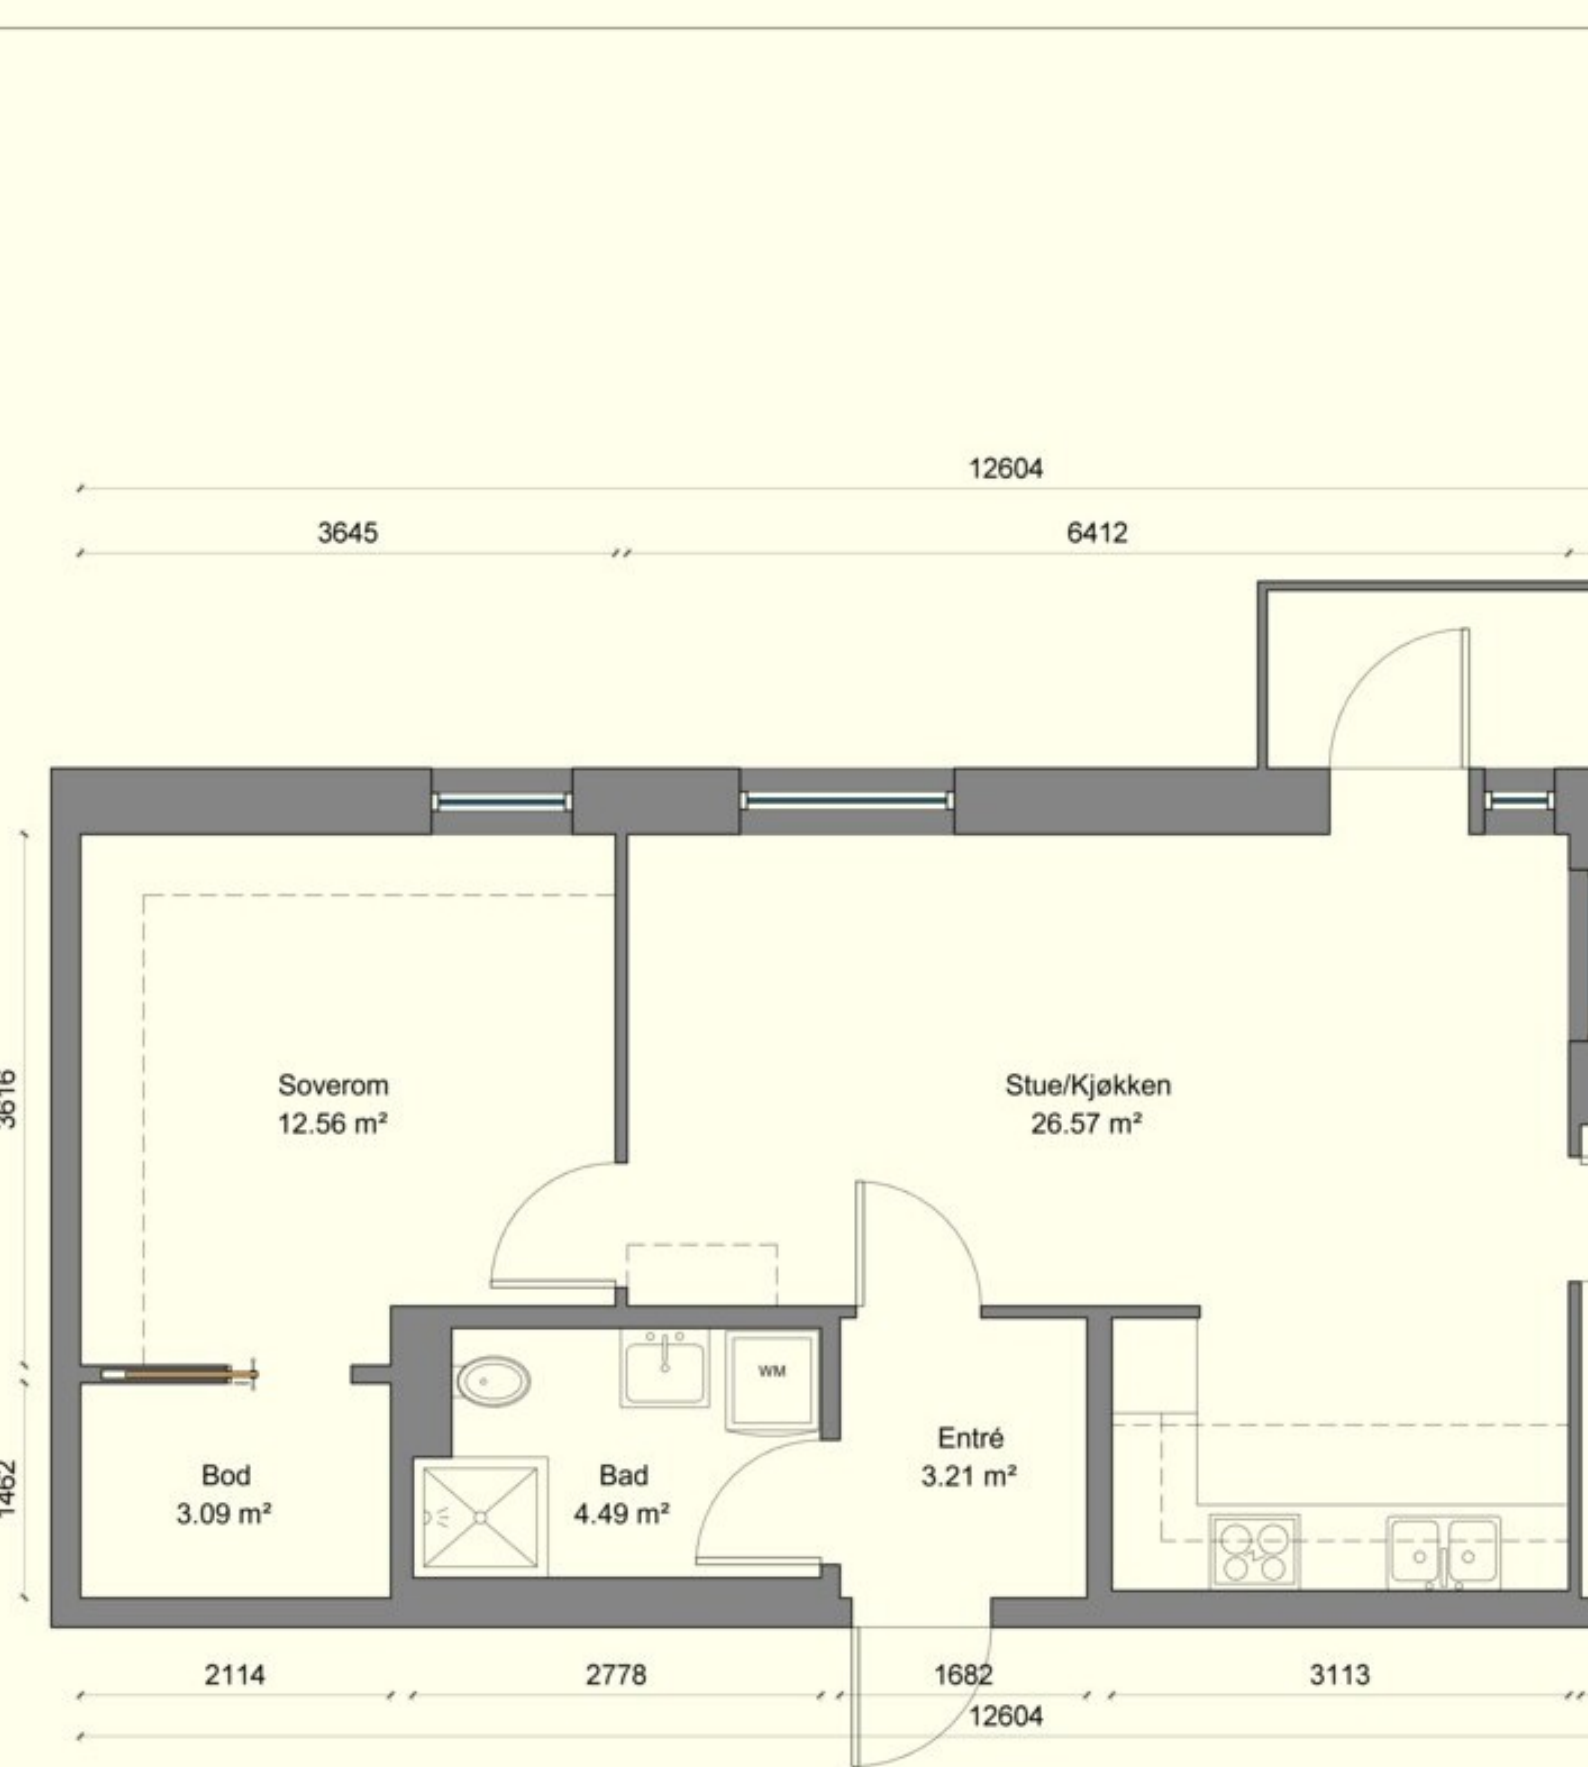 12604
3645
6412
3616
Soverom
12.56 m²
Stue/Kjøkken
26.57 m²
WM
Entré
3.21 m²
Bod
3.09 m²
Bad
4.49 m²
1462
2114
2778
1682
3113
12604